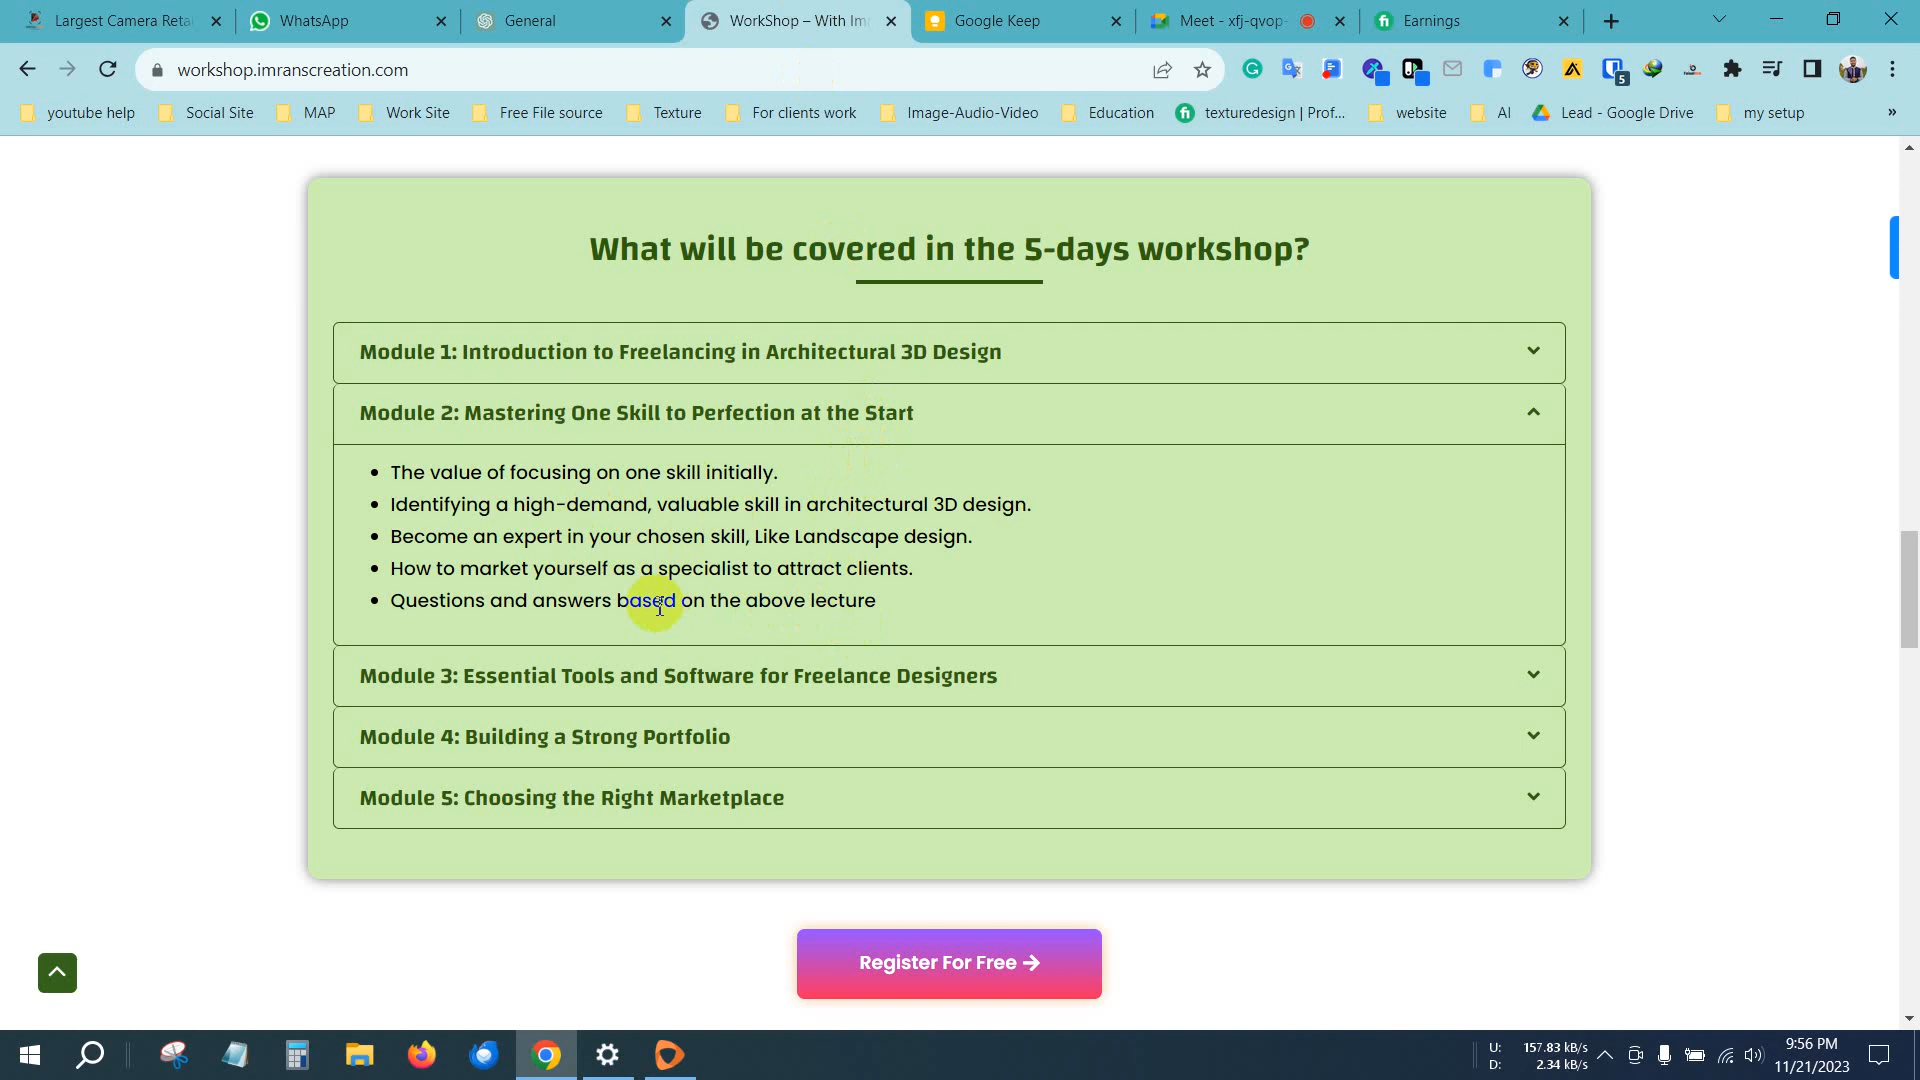 Largest Camera Reta
WhatsApp
General
WorkShop – With Im
Google Keep
Meet - xfj-qvop-
Earnings
workshop.imranscreation.com
5
youtube help
Social Site
MAP
Work Site
Free File source
Texture
For clients work
Image-Audio-Video
Education
texturedesign | Prof...
website
AI
Lead - Google Drive
my setup
»
What will be covered in the 5-days workshop?
Module 1: Introduction to Freelancing in Architectural 3D Design
Module 2: Mastering One Skill to Perfection at the Start
• The value of focusing on one skill initially.
• Identifying a high-demand, valuable skill in architectural 3D design.
• Become an expert in your chosen skill, Like Landscape design.
• How to market yourself as a specialist to attract clients.
• Questions and answers based on the above lecture
Module 3: Essential Tools and Software for Freelance Designers
Module 4: Building a Strong Portfolio
Module 5: Choosing the Right Marketplace
Register For Free →
U: 157.83 kB/s
D: 2.34 kB/s
9:56 PM
11/21/2023